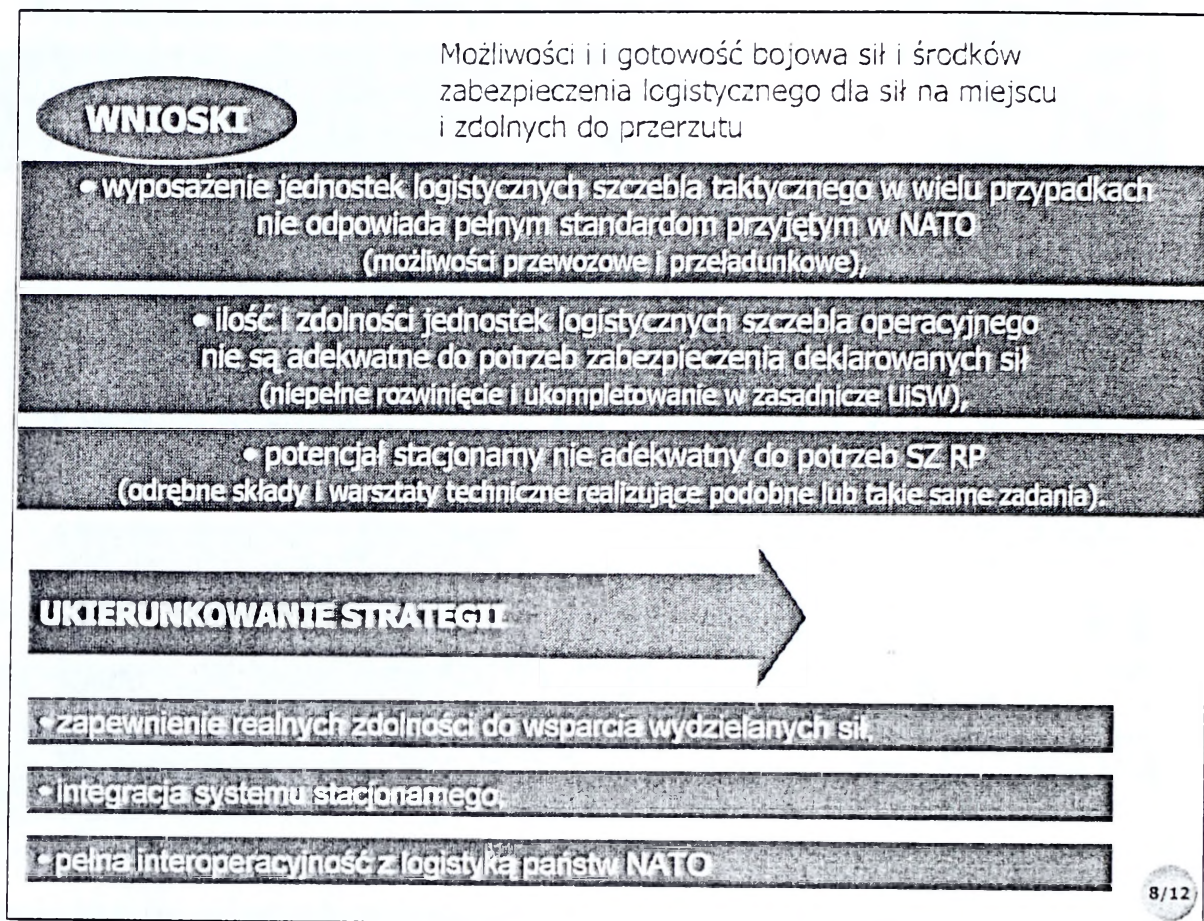 Możliwości i i gotowość bojowa sił i środków
zabezpieczenia logistycznego dla sił na miejscu
i zdolnych do przerzutu
WNIOSKI
• wyposażenie jednostek logistycznych szczebla taktycznego w wielu przypadkach
nie odpowiada pełnym standardom przyjętym w NATO
(możliwości przewozowe i przeładunkowe),
• ilość i zdolności jednostek logistycznych szczebla operacyjnego
nie są adekwatne do potrzeb zabezpieczenia deklarowanych sił
(niepełne rozwinięcie i ukompletowanie w zasadnicze UiSW),
• potencjał stacjonarny nie adekwatny do potrzeb SZ RP
(odrębne składy i warsztaty techniczne realizujące podobne lub takie same zadania).
UKIERUNKOWANIE STRATEGII
• zapewnienie realnych zdolności do wsparcia wydzielanych sił,
• integracja systemu stacjonarnego,
• pełna interoperacyjność z logistyką państw NATO
8/12